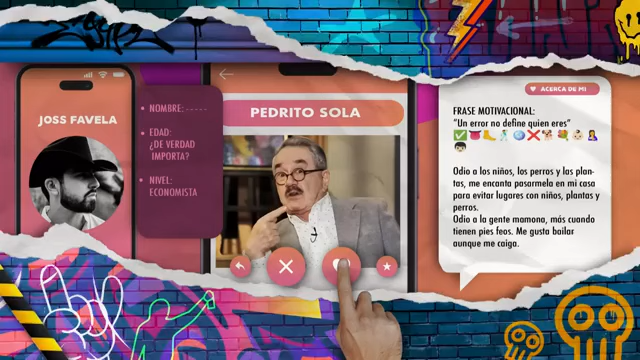 JOSS FAVELA
• NOMBRE: -----
• EDAD:
¿DE VERDAD
IMPORTA?
• NIVEL:
ECONOMISTA
PEDRITO SOLA
ACERCA DE MI
FRASE MOTIVACIONAL:
"Un error no define quien eres"
Odio a los niños, los perros y las plan-
tas, me encanta pasarmela en mi casa
para evitar lugares con niños, plantas y
perros.
Odio a la gente mamona, más cuando
tienen pies feos. Me gusta bailar
aunque me caiga.